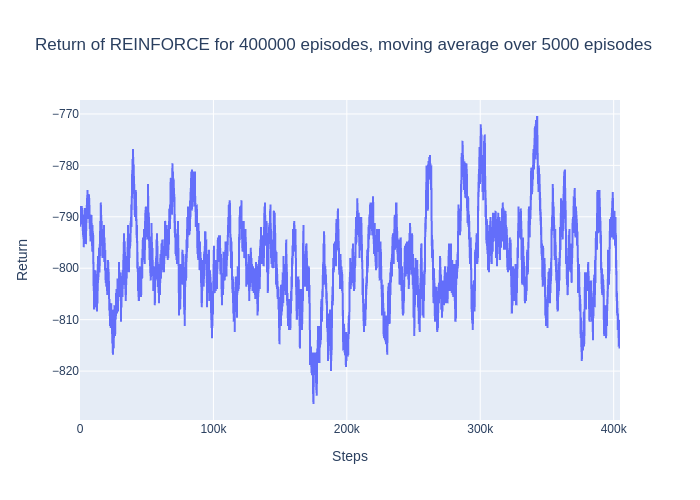 Return of REINFORCE for 400000 episodes, moving average over 5000 episodes
−770
−780
−790
−800
−810
−820
Return
0 100k 200k 300k 400k
Steps